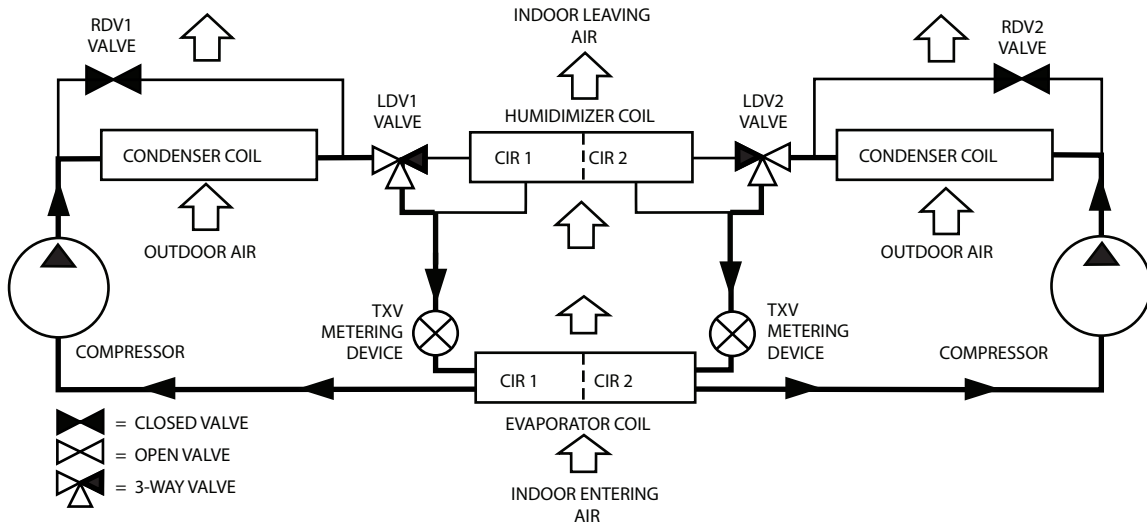 RDV1
VALVE
INDOOR LEAVING
AIR
RDV2
VALVE
LDV1
VALVE
HUMIDIMIZER COIL
LDV2
VALVE
CONDENSER COIL
CIR 1
CIR 2
CONDENSER COIL
OUTDOOR AIR
OUTDOOR AIR
TXV
METERING
DEVICE
TXV
METERING
DEVICE
COMPRESSOR
COMPRESSOR
CIR 1
CIR 2
EVAPORATOR COIL
= CLOSED VALVE
= OPEN VALVE
= 3-WAY VALVE
INDOOR ENTERING
AIR